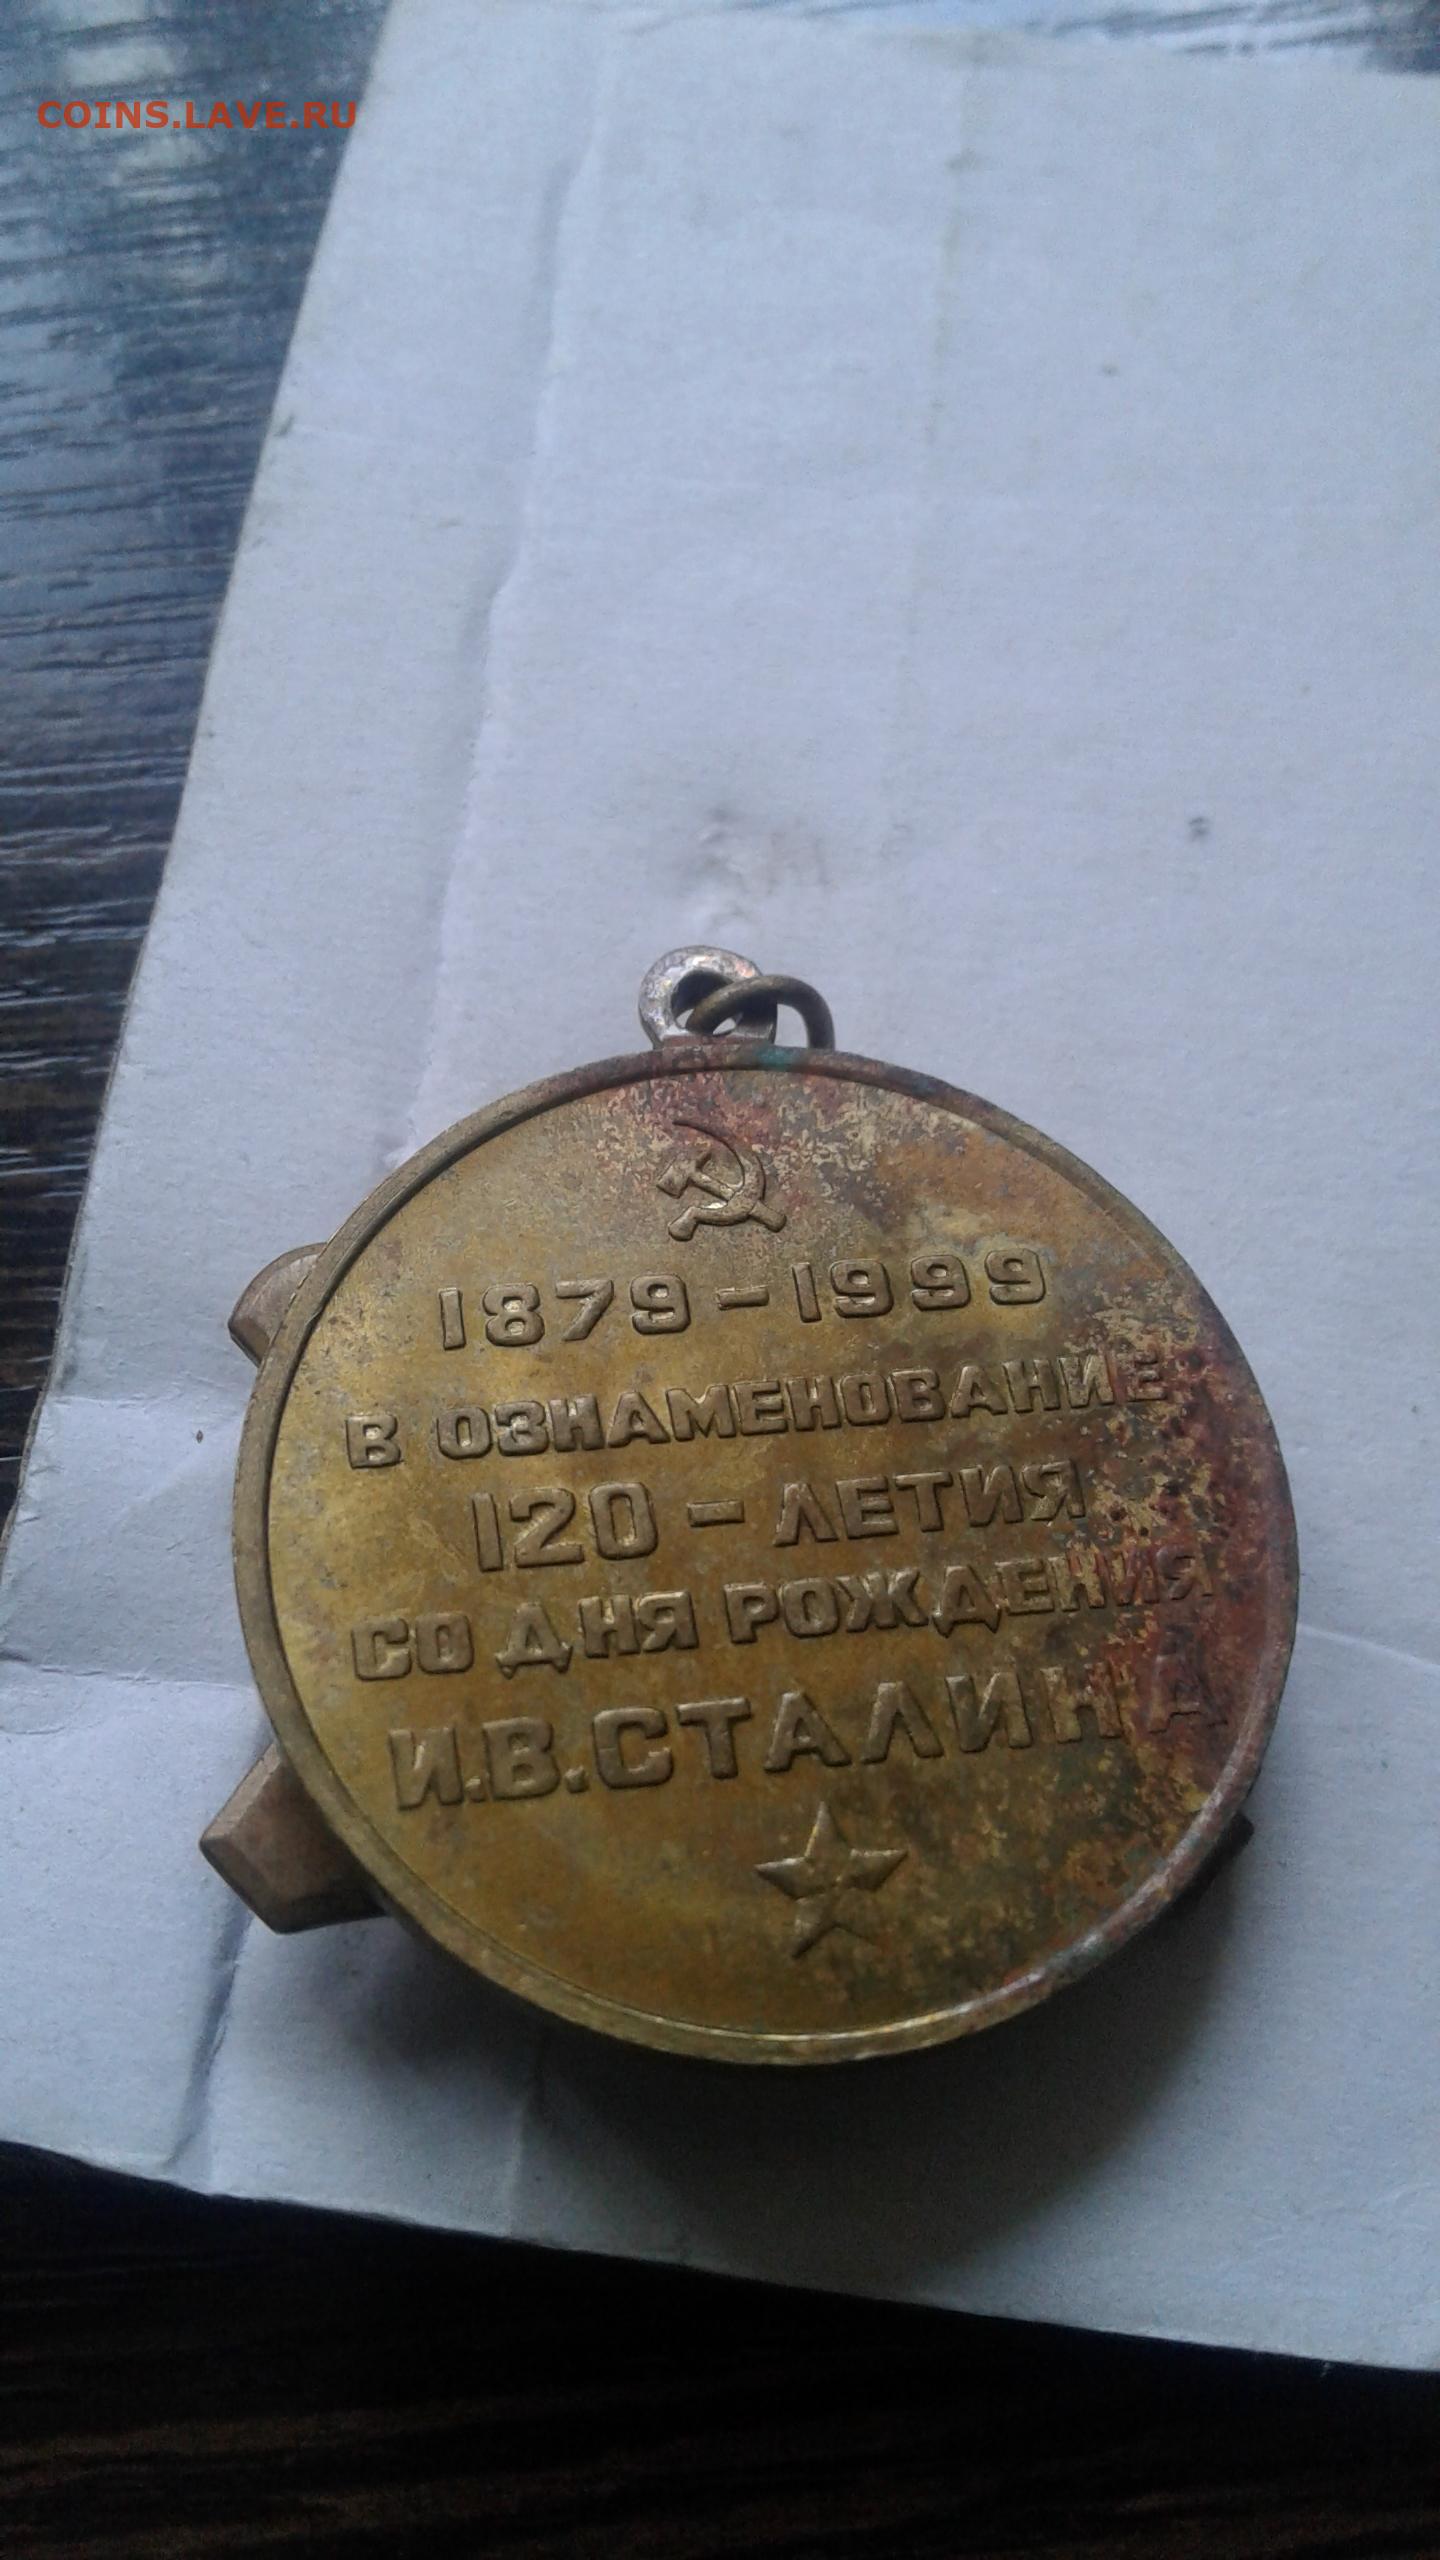 COINS.LAVE.RU
1879-1999
В ОЗНАМЕНОВАНИЕ
120-ЛЕТИЯ
СО ДНЯ РОЖДЕНИЯ
И.В.СТАЛИНА